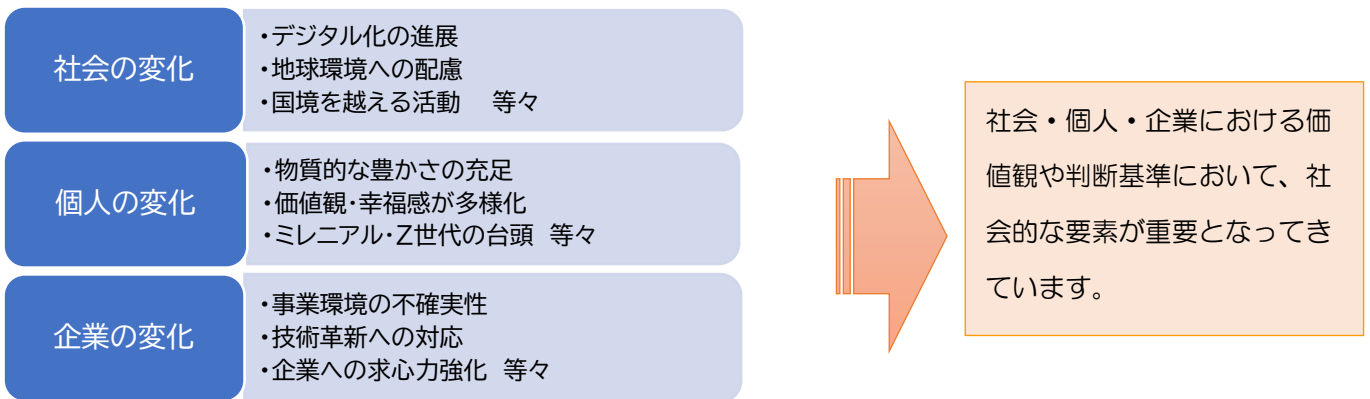 社会の変化
・デジタル化の進展
・地球環境への配慮
・国境を越える活動　等々
個人の変化
・物質的な豊かさの充足
・価値観・幸福感が多様化
・ミレニアル・Z世代の台頭　等々
企業の変化
・事業環境の不確実性
・技術革新への対応
・企業への求心力強化　等々
社会・個人・企業における価
値観や判断基準において、社
会的な要素が重要となってき
ています。